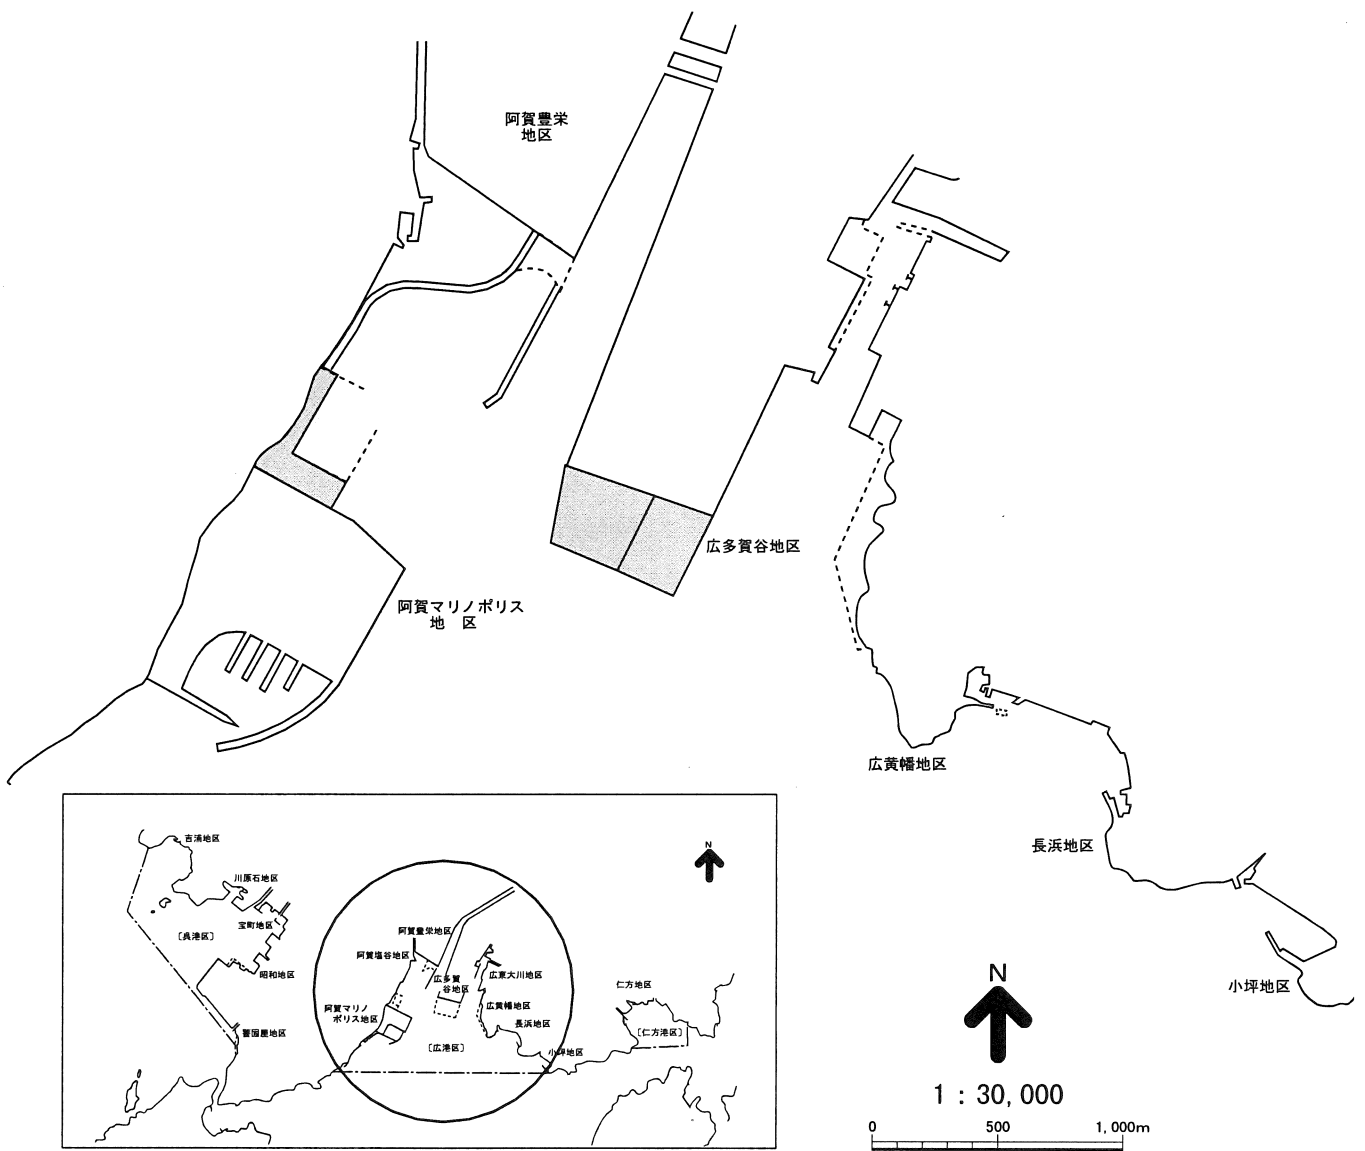 阿賀豊栄
地区
広多賀谷地区
阿賀マリノポリス
地　区
広黄幡地区
長浜地区
小坪地区
N
1：30,000
0 500 1,000m
吉浦地区
川原石地区
宝町地区
〔呉港区〕
昭和地区
警固屋地区
N
阿賀豊栄地区
阿賀塩谷地区
広多賀
谷地区
広東大川地区
阿賀マリノ
ポリス地区
広黄幡地区
長浜地区
〔広港区〕
小坪地区
仁方地区
〔仁方港区〕